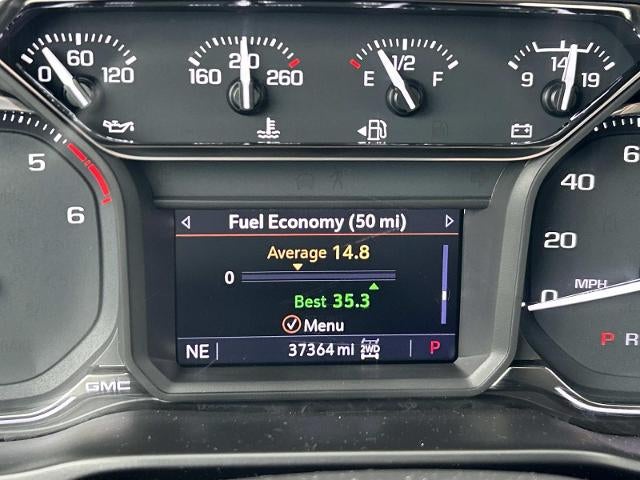 0 60 120
160 210 260
E 1/2 F
9 14 19
5
6
60
40
20
0
MPH
P R
Fuel Economy (50 mi)
Average 14.8
0
Best 35.3
Menu
NE 37364 mi 2WD P
GMC